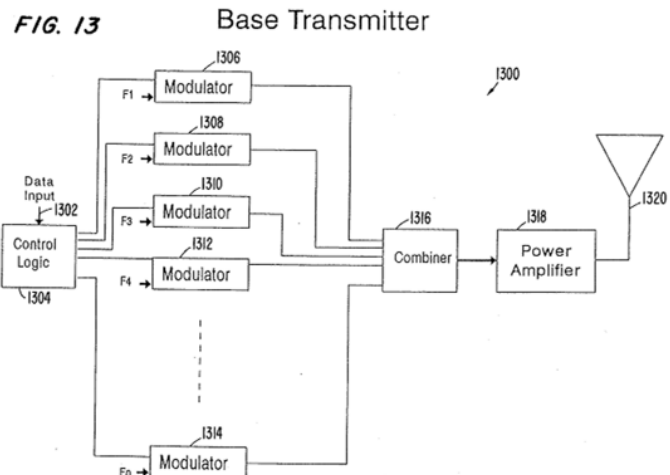 FIG. 13
Base Transmitter
1306
Modulator
F1
1300
1308
Modulator
F2
Data
Input
1302
1310
Modulator
F3
1316
1318
1320
Control
Logic
1304
1312
Modulator
F4
Combiner
Power
Amplifier
1314
Modulator
Fn